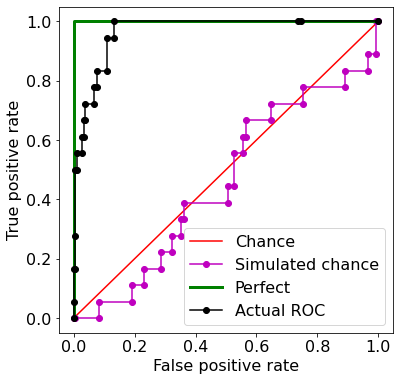 1.0
0.8
0.6
0.4
0.2
0.0
True positive rate
Chance
Simulated chance
Perfect
Actual ROC
0.0 0.2 0.4 0.6 0.8 1.0
False positive rate